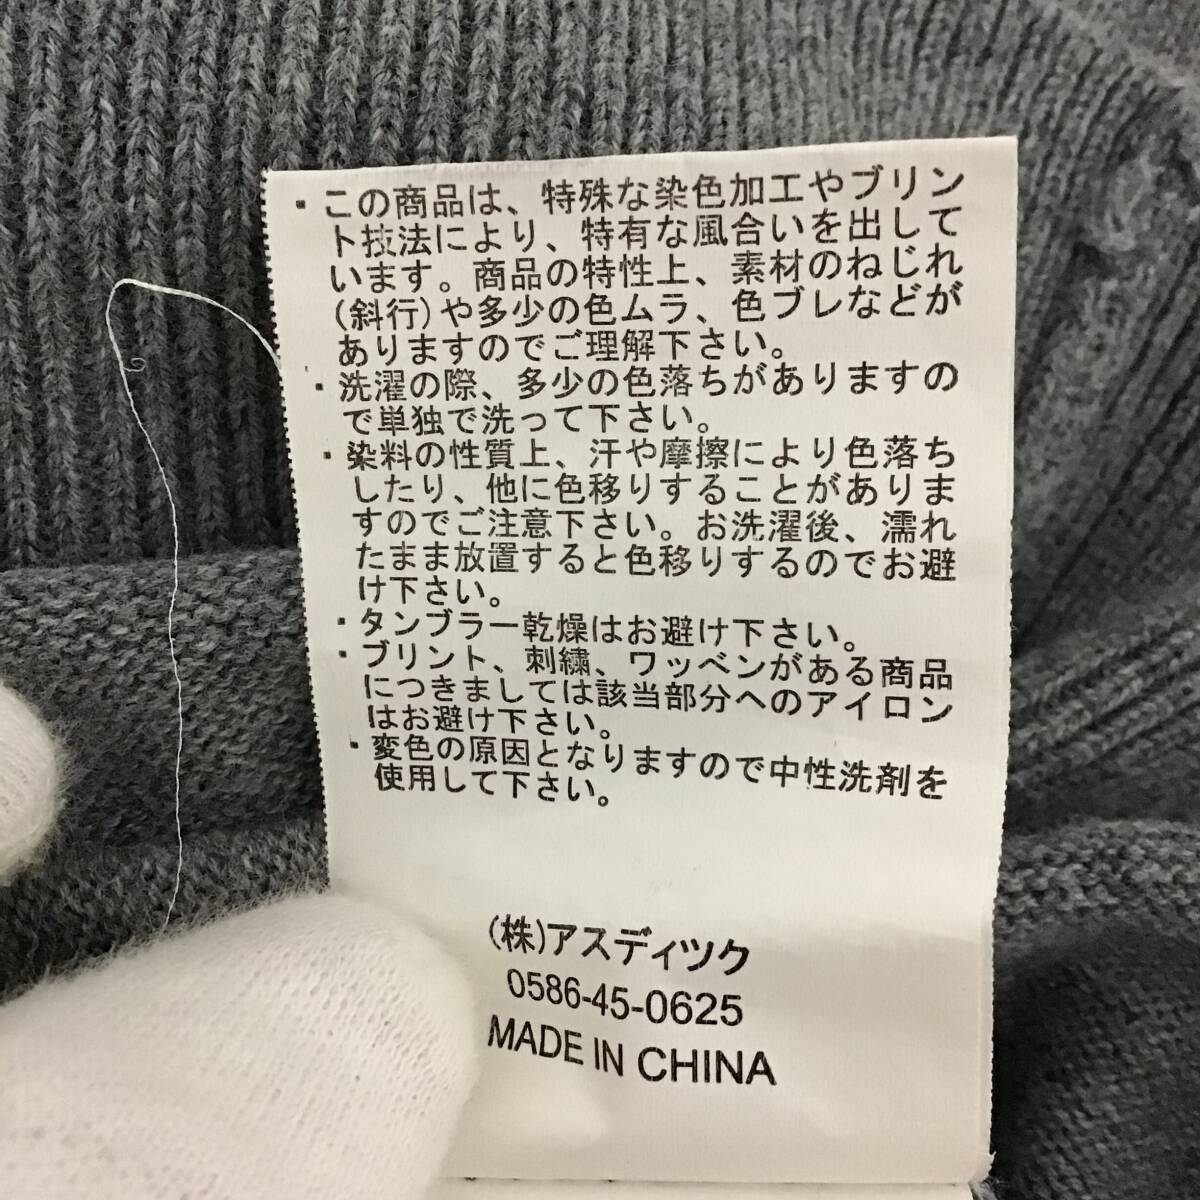 ・この商品は、特殊な染色加工やプリン
ト技法により、特有な風合いを出して
います。商品の特性上、素材のねじれ
(斜行)や多少の色ムラ、色ブレなどが
ありますのでご理解下さい。
・洗濯の際、多少の色落ちがありますの
で単独で洗って下さい。
・染料の性質上、汗や摩擦により色落ち
したり、他に色移りすることがありま
すのでご注意下さい。お洗濯後、濡れ
たまま放置すると色移りするのでお避
け下さい。
・タンブラー乾燥はお避け下さい。
・プリント、刺繍、ワッペンがある商品
につきましては該当部分へのアイロン
はお避け下さい。
・変色の原因となりますので中性洗剤を
使用して下さい。
(株)アスディツク
0586-45-0625
MADE IN CHINA